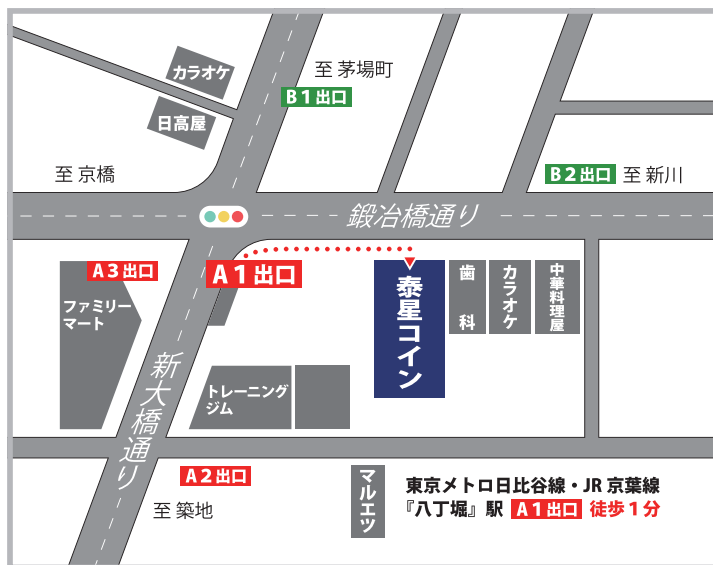 カラオケ
日高屋
至 茅場町
B1出口
至 京橋
B2出口 至 新川
鍛冶橋通り
A3出口
A1出口
ファミリー
マート
泰星コイン
歯科
カラオケ
中華料理屋
新大橋通り
トレーニング
ジム
A2出口
至 築地
マルエツ
東京メトロ日比谷線・JR 京葉線
『八丁堀』駅 A1出口 徒歩1分